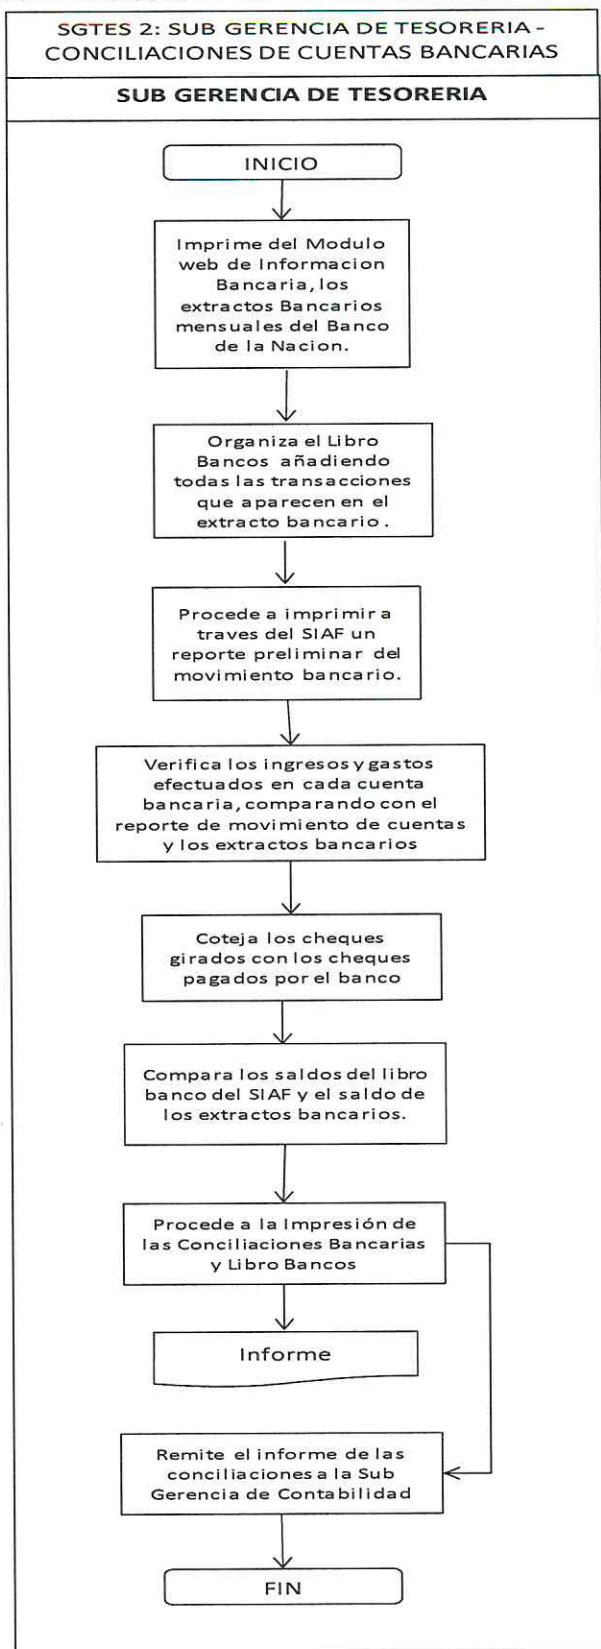 SGTES 2: SUB GERENCIA DE TESORERIA -
CONCILIACIONES DE CUENTAS BANCARIAS
SUB GERENCIA DE TESORERIA
INICIO
Imprime del Modulo
web de Informacion
Bancaria, los
extractos Bancarios
mensuales del Banco
de la Nacion.
Organiza el Libro
Bancos añadiendo
todas las transacciones
que aparecen en el
extracto bancario.
Procede a imprimir a
traves del SIAF un
reporte preliminar del
movimiento bancario.
Verifica los ingresos y gastos
efectuados en cada cuenta
bancaria, comparando con el
reporte de movimiento de cuentas
y los extractos bancarios
Coteja los cheques
girados con los cheques
pagados por el banco
Compara los saldos del libro
banco del SIAF y el saldo de
los extractos bancarios.
Procede a la Impresión de
las Conciliaciones Bancarias
y Libro Bancos
Informe
Remite el informe de las
conciliaciones a la Sub
Gerencia de Contabilidad
FIN